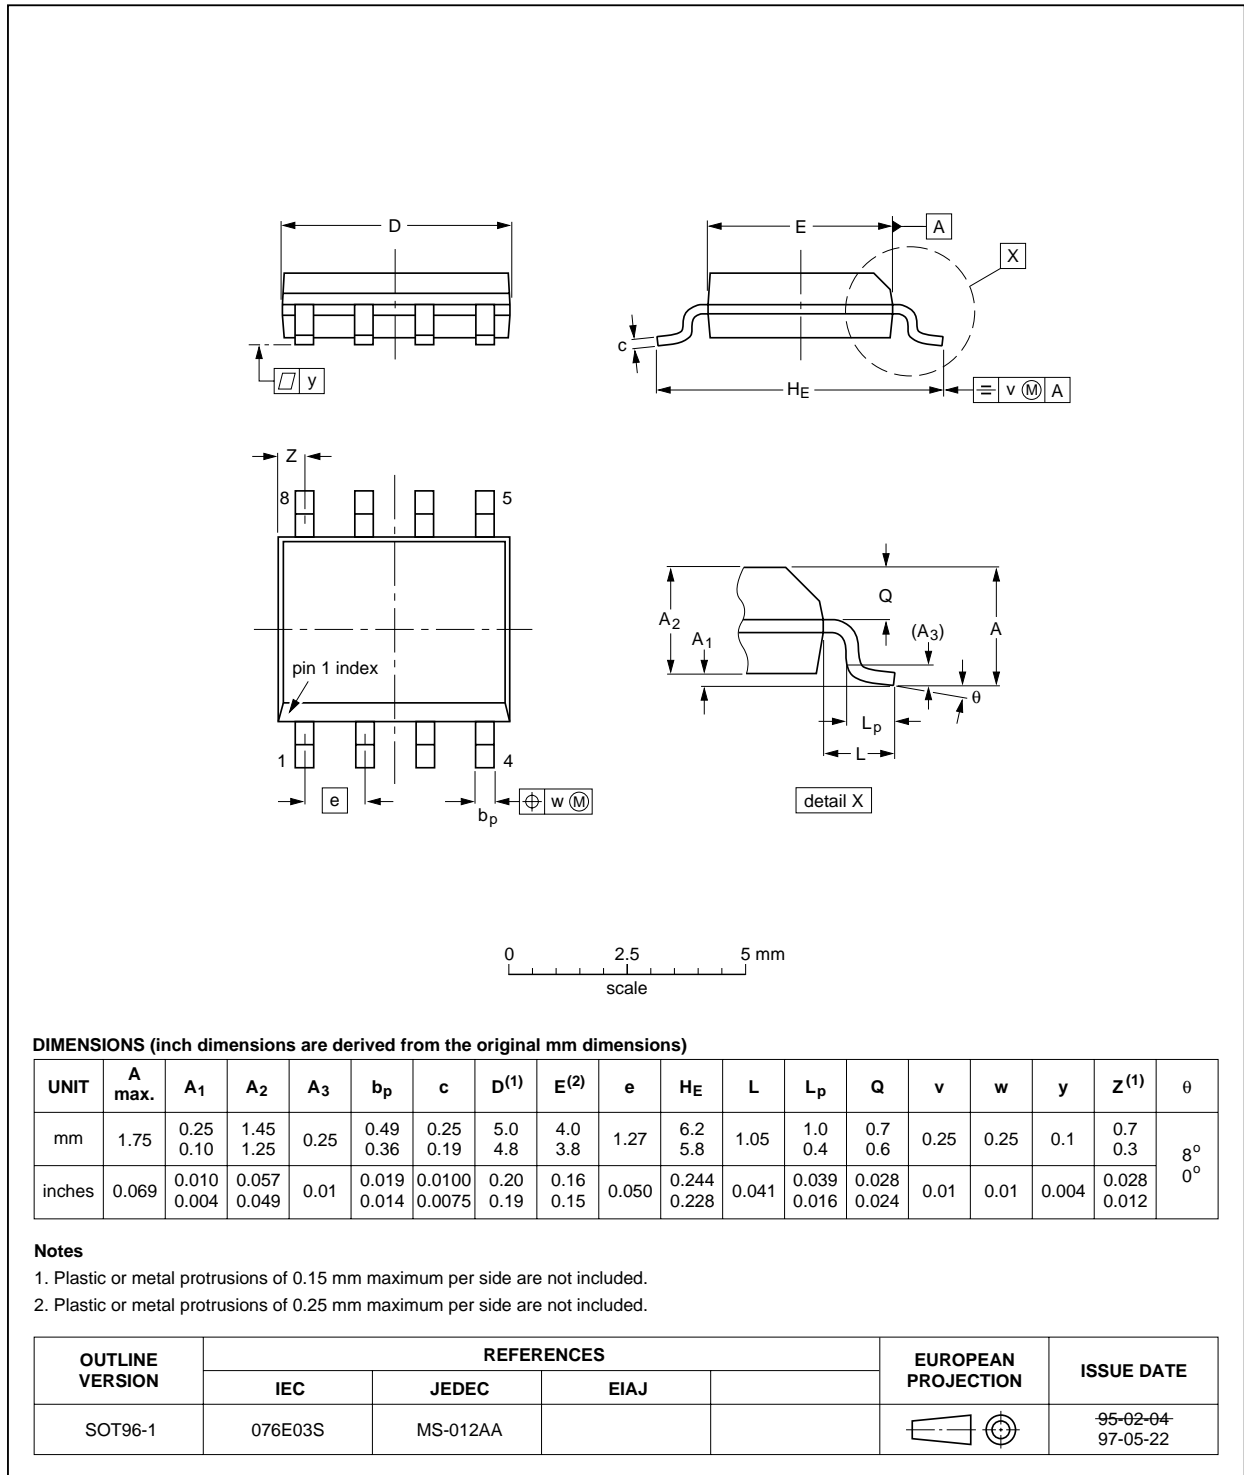 D
y
E
A
X
c
HE
v M A
Z
8
5
pin 1 index
1
4
e
bp
w M
A2
A1
Q
(A3)
A
θ
Lp
L
detail X
0 2.5 5 mm
scale
DIMENSIONS (inch dimensions are derived from the original mm dimensions)
UNIT A max. A1 A2 A3 bp c D(1) E(2) e HE L Lp Q v w y Z(1) θ
mm 1.75 0.25 0.10 1.45 1.25 0.25 0.49 0.36 0.25 0.19 5.0 4.8 4.0 3.8 1.27 6.2 5.8 1.05 1.0 0.4 0.7 0.6 0.25 0.25 0.1 0.7 0.3 8o 0o
inches 0.069 0.010 0.004 0.057 0.049 0.01 0.019 0.014 0.0100 0.0075 0.20 0.19 0.16 0.15 0.050 0.244 0.228 0.041 0.039 0.016 0.028 0.024 0.01 0.01 0.004 0.028 0.012
Notes
1. Plastic or metal protrusions of 0.15 mm maximum per side are not included.
2. Plastic or metal protrusions of 0.25 mm maximum per side are not included.
OUTLINE VERSION REFERENCES EUROPEAN PROJECTION ISSUE DATE
IEC JEDEC EIAJ
SOT96-1 076E03S MS-012AA 95-02-04
97-05-22